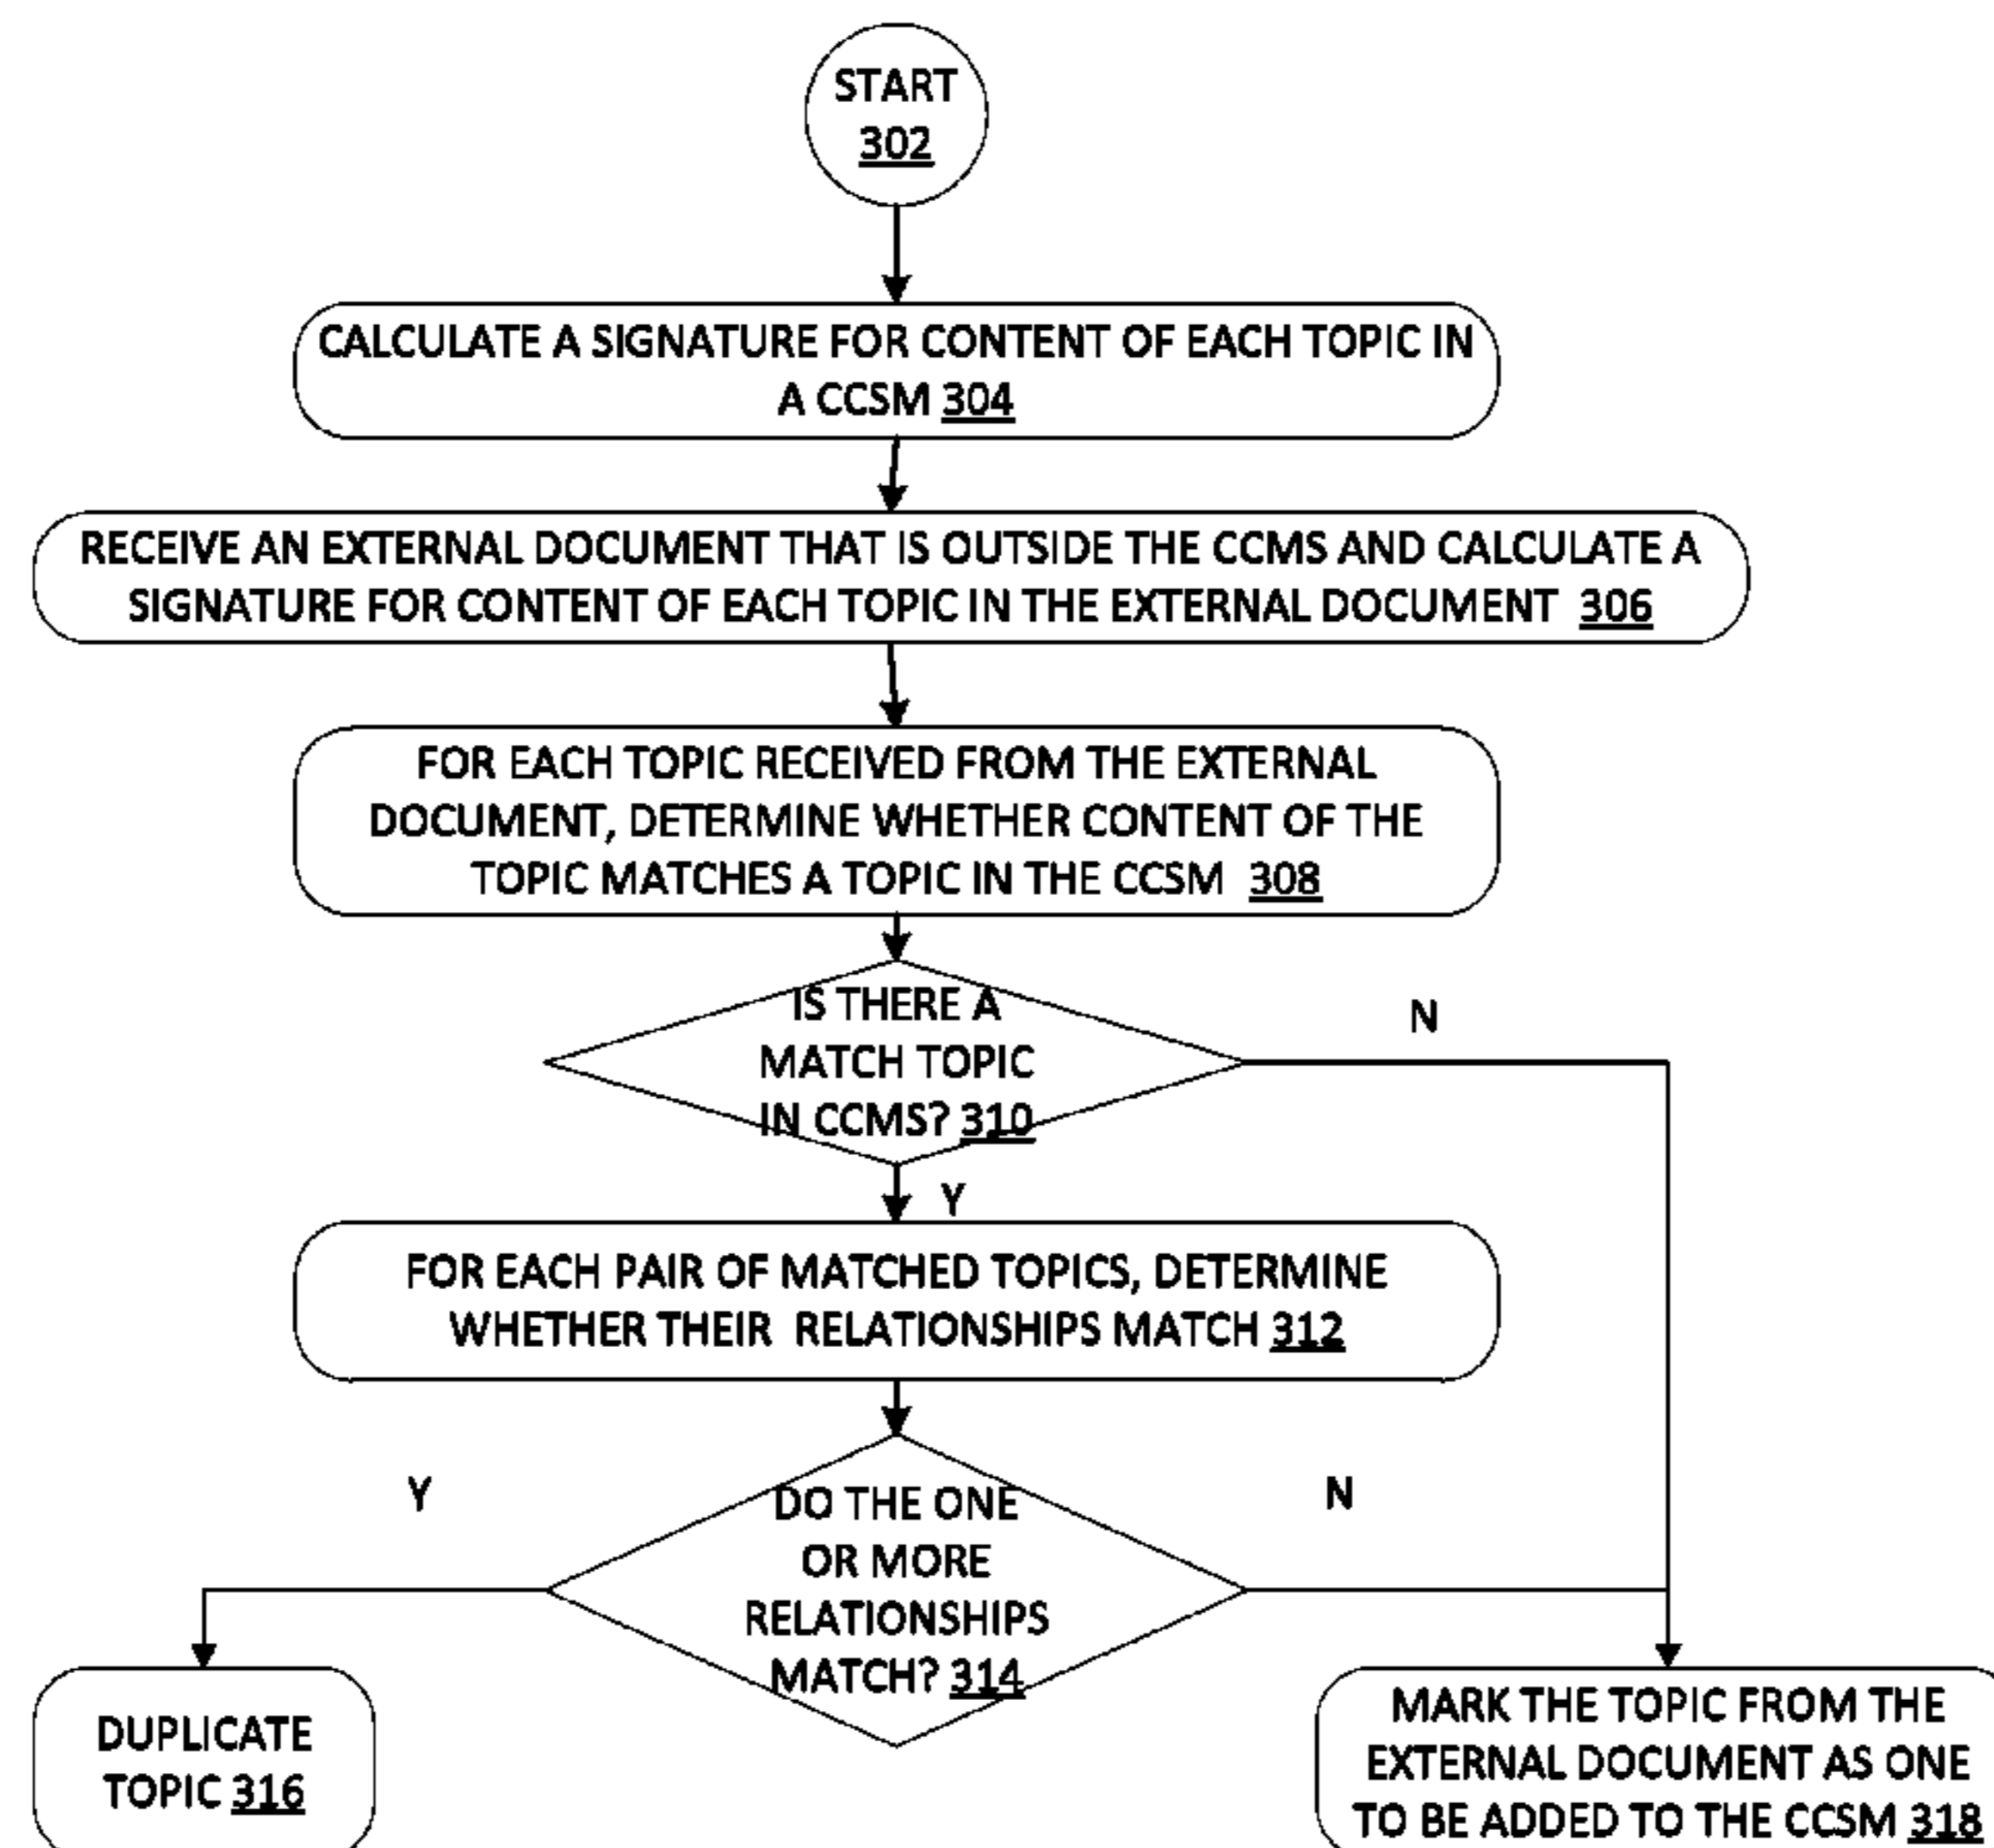 START
302
CALCULATE A SIGNATURE FOR CONTENT OF EACH TOPIC IN
A CCSM 304
RECEIVE AN EXTERNAL DOCUMENT THAT IS OUTSIDE THE CCMS AND CALCULATE A
SIGNATURE FOR CONTENT OF EACH TOPIC IN THE EXTERNAL DOCUMENT 306
FOR EACH TOPIC RECEIVED FROM THE EXTERNAL
DOCUMENT, DETERMINE WHETHER CONTENT OF THE
TOPIC MATCHES A TOPIC IN THE CCSM 308
IS THERE A
MATCH TOPIC
IN CCMS? 310
N
Y
FOR EACH PAIR OF MATCHED TOPICS, DETERMINE
WHETHER THEIR RELATIONSHIPS MATCH 312
Y
N
DO THE ONE
OR MORE
RELATIONSHIPS
MATCH? 314
DUPLICATE
TOPIC 316
MARK THE TOPIC FROM THE
EXTERNAL DOCUMENT AS ONE
TO BE ADDED TO THE CCSM 318